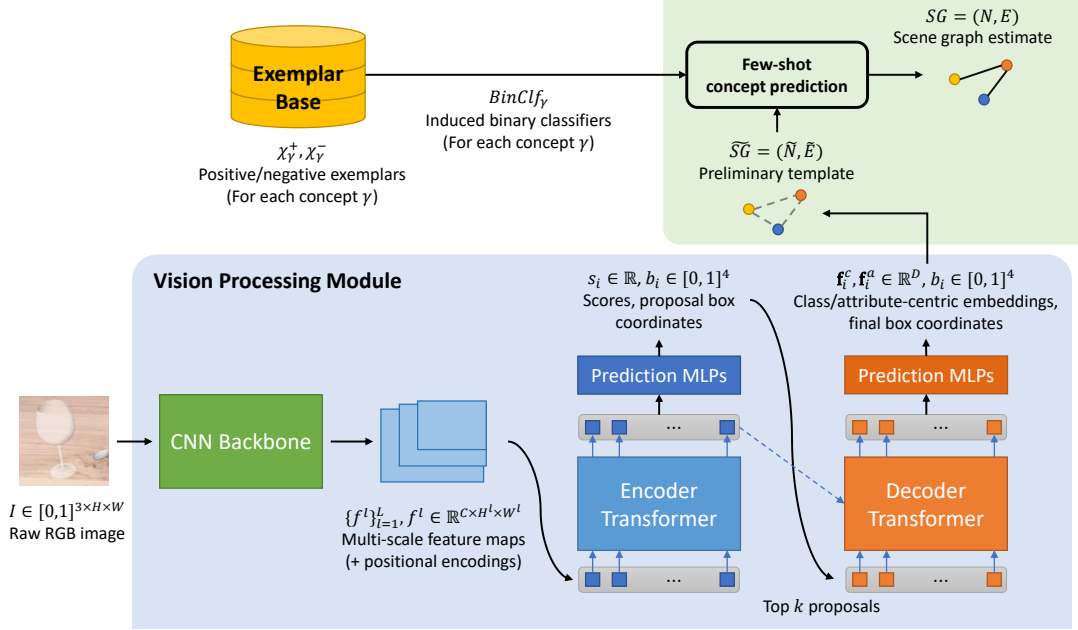 SG = (N, E)
Scene graph estimate
Exemplar
Base
Few-shot
concept prediction
BinClf_γ
Induced binary classifiers
(For each concept γ)
χ_γ^+, χ_γ^−
Positive/negative exemplars
(For each concept γ)
S͠G = (Ñ, Ẽ)
Preliminary template
Vision Processing Module
s_i ∈ ℝ, b_i ∈ [0, 1]^4
Scores, proposal box
coordinates
𝐟_i^c, 𝐟_i^a ∈ ℝ^D, b_i ∈ [0, 1]^4
Class/attribute-centric embeddings,
final box coordinates
Prediction MLPs
Prediction MLPs
...
...
CNN Backbone
Encoder
Transformer
Decoder
Transformer
I ∈ [0,1]^{3×H×W}
Raw RGB image
{f^l}_{l=1}^L, f^l ∈ ℝ^{C×H^l×W^l}
Multi-scale feature maps
(+ positional encodings)
...
...
Top k proposals